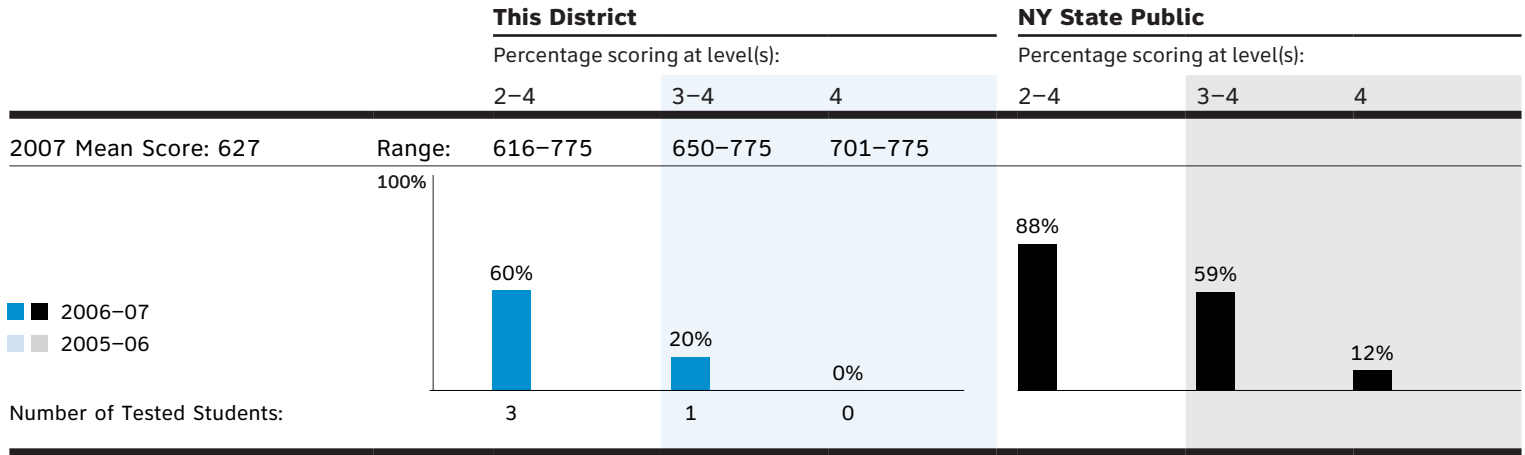 This District NY State Public
Percentage scoring at level(s): Percentage scoring at level(s):
2–4 3–4 4 2–4 3–4 4
2007 Mean Score: 627 Range: 616–775 650–775 701–775
100%
88%
60% 59%
2006–07
20% 12%
2005–06
0%
Number of Tested Students: 3 1 0